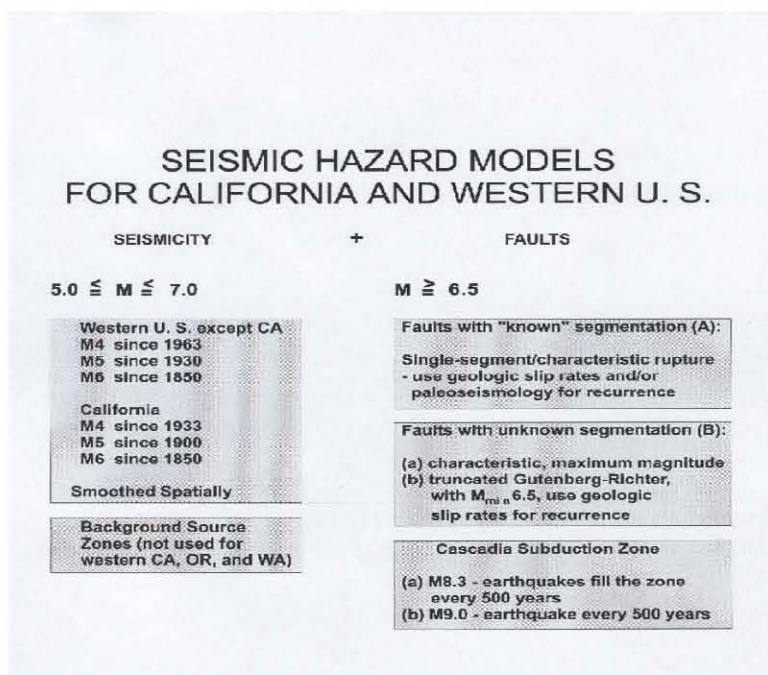 SEISMIC HAZARD MODELS
FOR CALIFORNIA AND WESTERN U. S.
SEISMICITY + FAULTS
5.0 ≦ M ≦ 7.0
Western U. S. except CA
M4 since 1963
M5 since 1930
M6 since 1850
California
M4 since 1933
M5 since 1900
M6 since 1850
Smoothed Spatially
Background Source
Zones (not used for
western CA, OR, and WA)
M ≧ 6.5
Faults with "known" segmentation (A):
Single-segment/characteristic rupture
- use geologic slip rates and/or
paleoseismology for recurrence
Faults with unknown segmentation (B):
(a) characteristic, maximum magnitude
(b) truncated Gutenberg-Richter,
with Mmin 6.5, use geologic
slip rates for recurrence
Cascadia Subduction Zone
(a) M8.3 - earthquakes fill the zone
every 500 years
(b) M9.0 - earthquake every 500 years